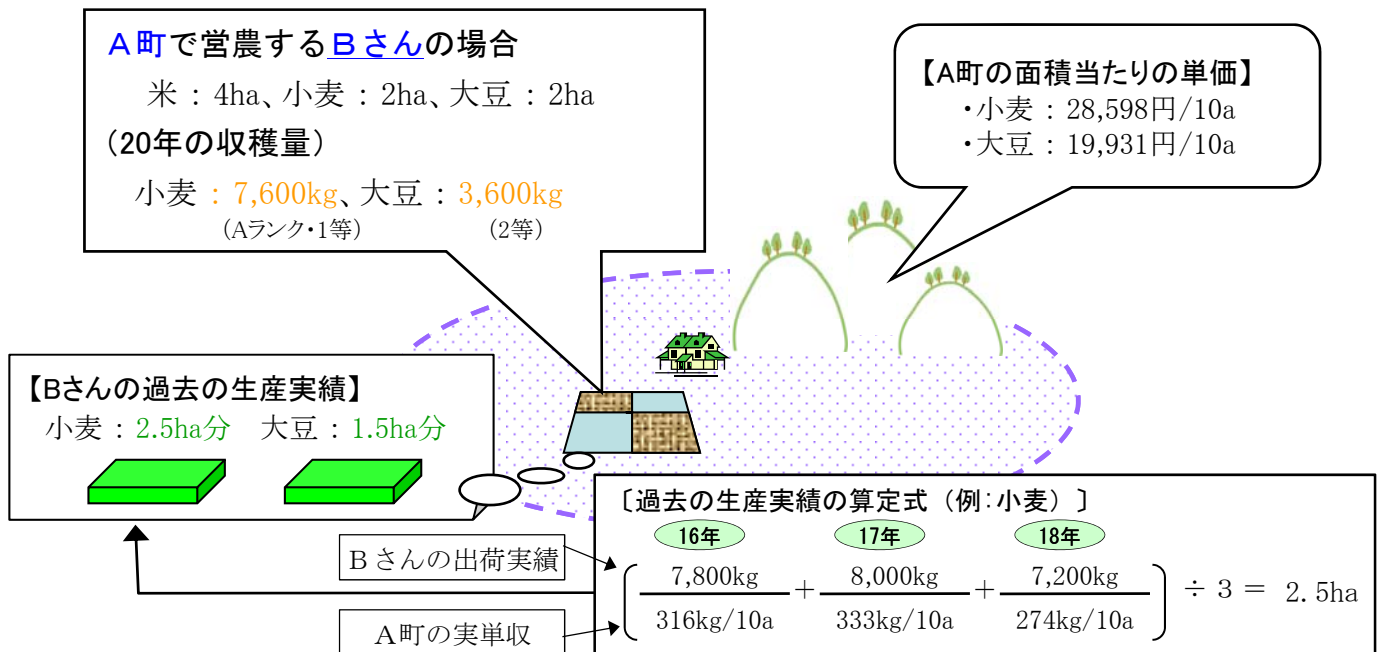 A町で営農するBさんの場合
米：4ha、小麦：2ha、大豆：2ha
(20年の収穫量)
小麦：7,600kg、大豆：3,600kg
(Aランク・1等) (2等)
【A町の面積当たりの単価】
・小麦：28,598円/10a
・大豆：19,931円/10a
【Bさんの過去の生産実績】
小麦：2.5ha分 大豆：1.5ha分
〔過去の生産実績の算定式（例：小麦）〕
16年 17年 18年
Bさんの出荷実績
7,800kg + 8,000kg + 7,200kg ÷ 3 = 2.5ha
316kg/10a 333kg/10a 274kg/10a
A町の実単収